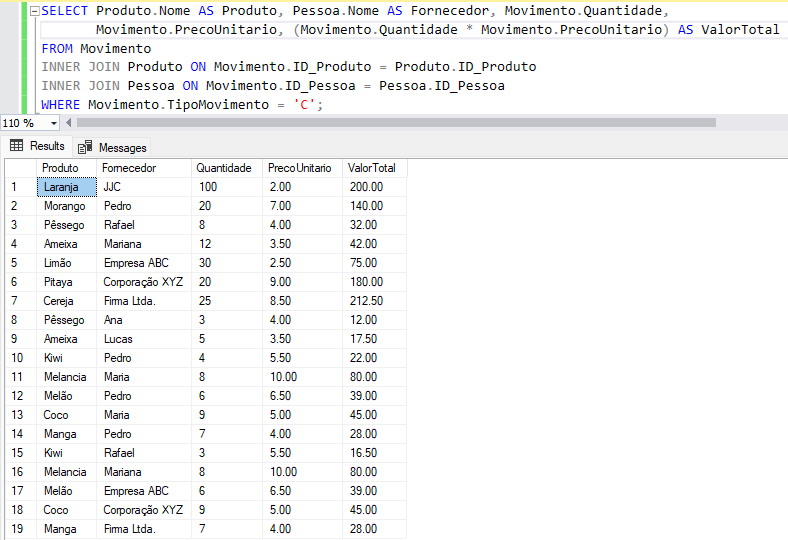 SELECT Produto.Nome AS Produto, Pessoa.Nome AS Fornecedor, Movimento.Quantidade,
Movimento.PrecoUnitario, (Movimento.Quantidade * Movimento.PrecoUnitario) AS ValorTotal
FROM Movimento
INNER JOIN Produto ON Movimento.ID_Produto = Produto.ID_Produto
INNER JOIN Pessoa ON Movimento.ID_Pessoa = Pessoa.ID_Pessoa
WHERE Movimento.TipoMovimento = 'C';
110 %
Results Messages
Produto Fornecedor Quantidade PrecoUnitario ValorTotal
1 Laranja JJC 100 2.00 200.00
2 Morango Pedro 20 7.00 140.00
3 Pêssego Rafael 8 4.00 32.00
4 Ameixa Mariana 12 3.50 42.00
5 Limão Empresa ABC 30 2.50 75.00
6 Pitaya Corporação XYZ 20 9.00 180.00
7 Cereja Firma Ltda. 25 8.50 212.50
8 Pêssego Ana 3 4.00 12.00
9 Ameixa Lucas 5 3.50 17.50
10 Kiwi Pedro 4 5.50 22.00
11 Melancia Maria 8 10.00 80.00
12 Melão Pedro 6 6.50 39.00
13 Coco Maria 9 5.00 45.00
14 Manga Pedro 7 4.00 28.00
15 Kiwi Rafael 3 5.50 16.50
16 Melancia Mariana 8 10.00 80.00
17 Melão Empresa ABC 6 6.50 39.00
18 Coco Corporação XYZ 9 5.00 45.00
19 Manga Firma Ltda. 7 4.00 28.00